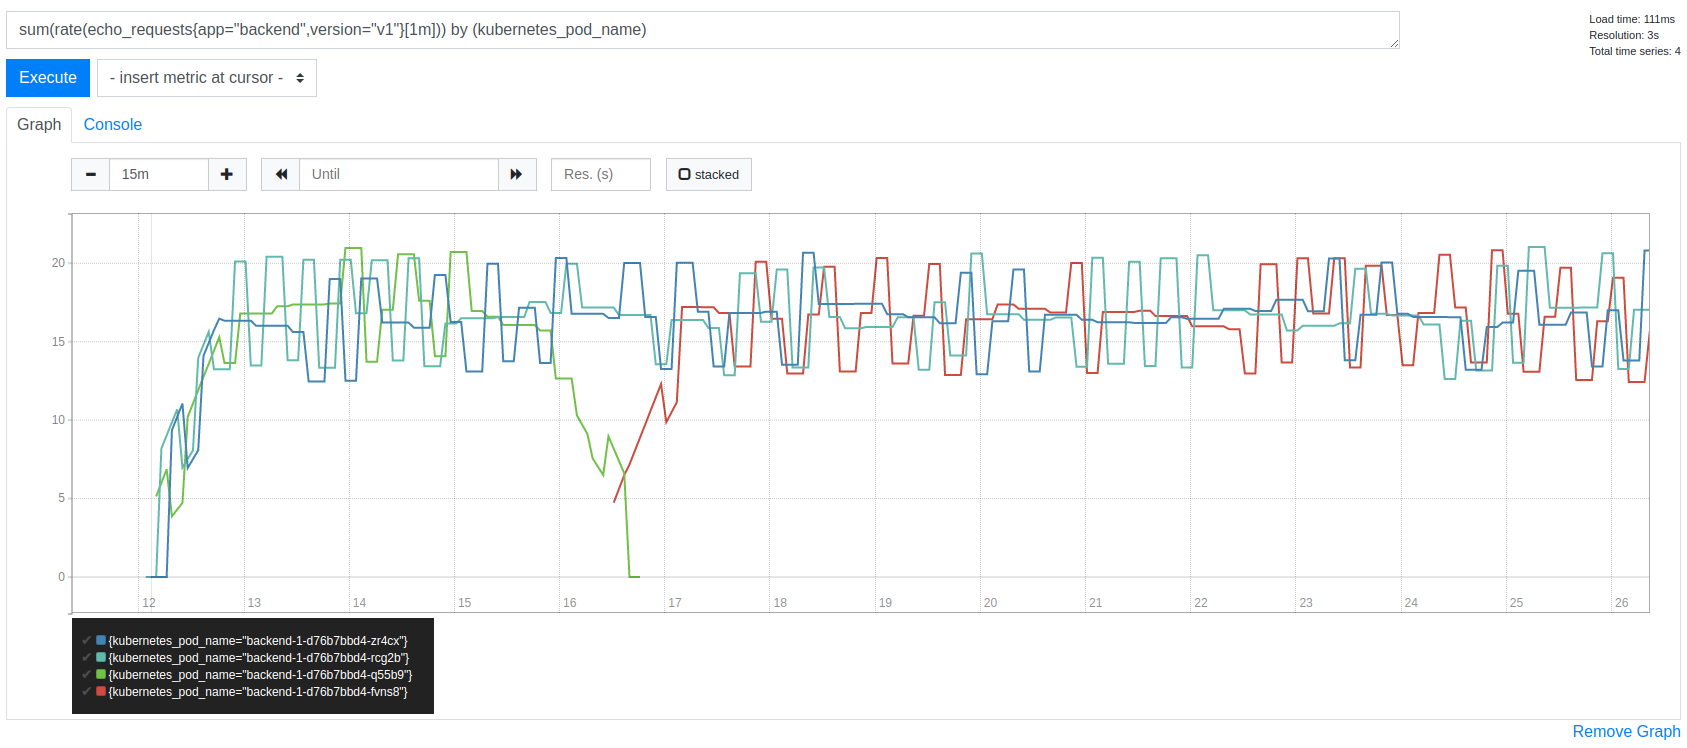 sum(rate(echo_requests{app="backend",version="v1"}[1m])) by (kubernetes_pod_name)
Load time: 111ms
Resolution: 3s
Total time series: 4
Execute
- insert metric at cursor -
Graph
Console
15m
Until
Res. (s)
stacked
20
15
10
5
0
12 13 14 15 16 17 18 19 20 21 22 23 24 25 26
{kubernetes_pod_name="backend-1-d76b7bbd4-zr4cx"}
{kubernetes_pod_name="backend-1-d76b7bbd4-rcg2b"}
{kubernetes_pod_name="backend-1-d76b7bbd4-q55b9"}
{kubernetes_pod_name="backend-1-d76b7bbd4-fvns8"}
Remove Graph